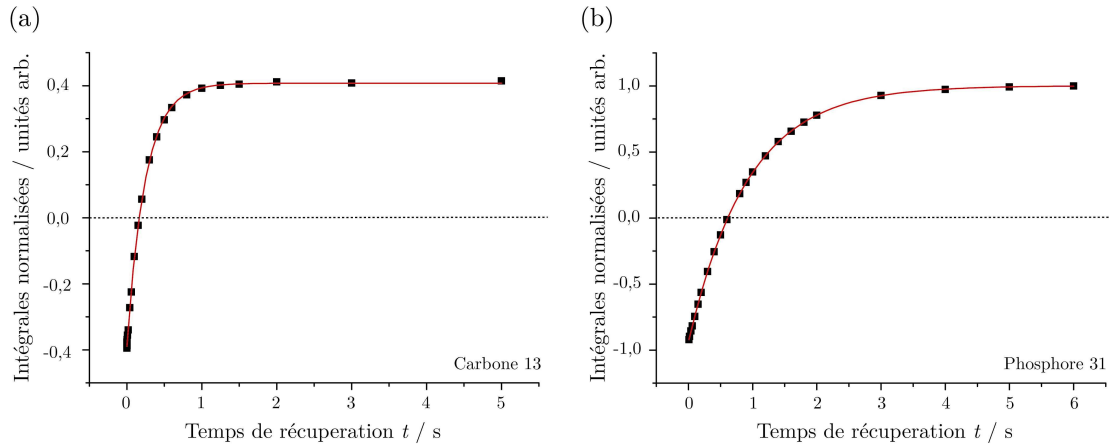 (a)
Intégrales normalisées / unités arb.
0,4
0,2
0,0
-0,2
-0,4
Carbone 13
0 1 2 3 4 5
Temps de récuperation t / s
(b)
Intégrales normalisées / unités arb.
1,0
0,5
0,0
-0,5
-1,0
Phosphore 31
0 1 2 3 4 5 6
Temps de récuperation t / s